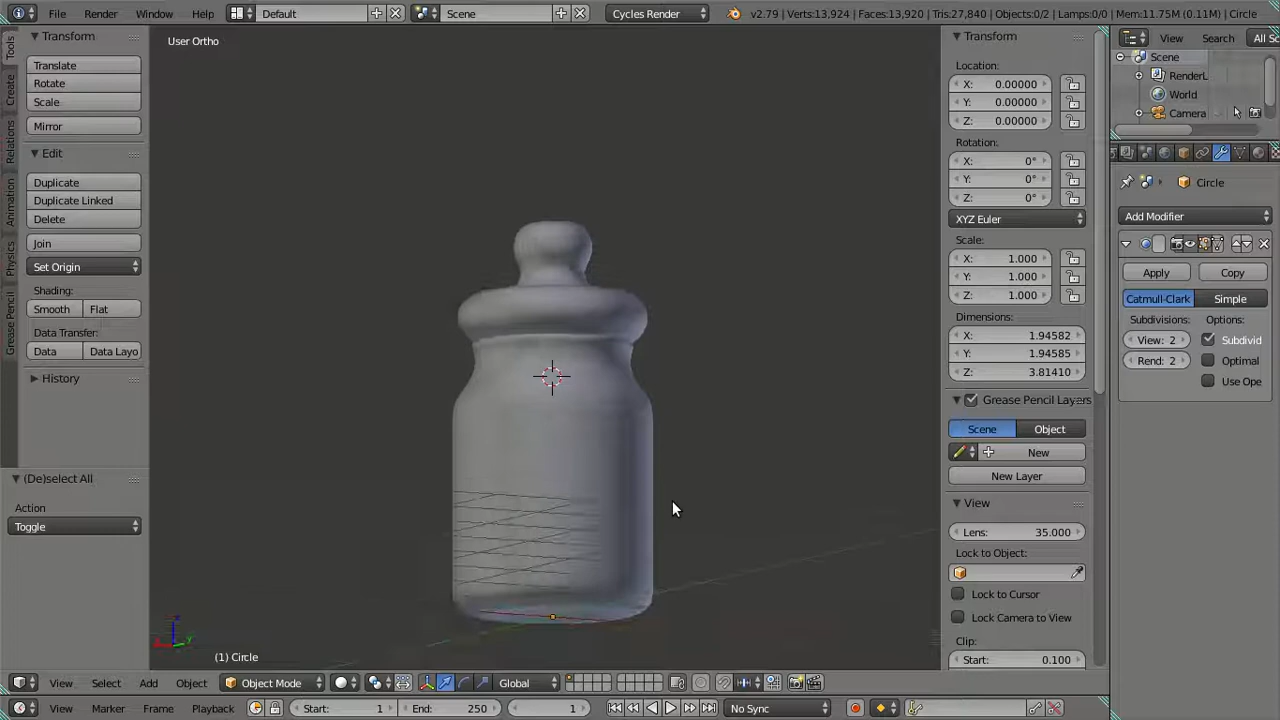 File Render Window Help Default Scene Cycles Render v2.79 | Verts:13,924 | Faces:13,920 | Tris:27,840 | Objects:0/2 | Lamps:0/0 | Mem:11.75M (0.11M) | Circle
Tools
Create
Relations
Animation
Physics
Grease Pencil
Transform
Translate
Rotate
Scale
Mirror
Edit
Duplicate
Duplicate Linked
Delete
Join
Set Origin
Shading:
Smooth Flat
Data Transfer:
Data Data Layo
History
(De)select All
Action
Toggle
User Ortho
(1) Circle
Transform
Location:
X: 0.00000
Y: 0.00000
Z: 0.00000
Rotation:
X: 0°
Y: 0°
Z: 0°
XYZ Euler
Scale:
X: 1.000
Y: 1.000
Z: 1.000
Dimensions:
X: 1.94582
Y: 1.94585
Z: 3.81410
Grease Pencil Layers
Scene Object
New
New Layer
View
Lens: 35.000
Lock to Object:
Lock to Cursor
Lock Camera to View
Clip:
Start: 0.100
View Search All Sc
Scene
RenderL
World
Camera
Circle
Add Modifier
Apply Copy
Catmull-Clark Simple
Subdivisions: Options:
View: 2 Subdivid
Rend: 2 Optimal
Use Ope
View Select Add Object Object Mode Global
View Marker Frame Playback Start: 1 End: 250 1 No Sync